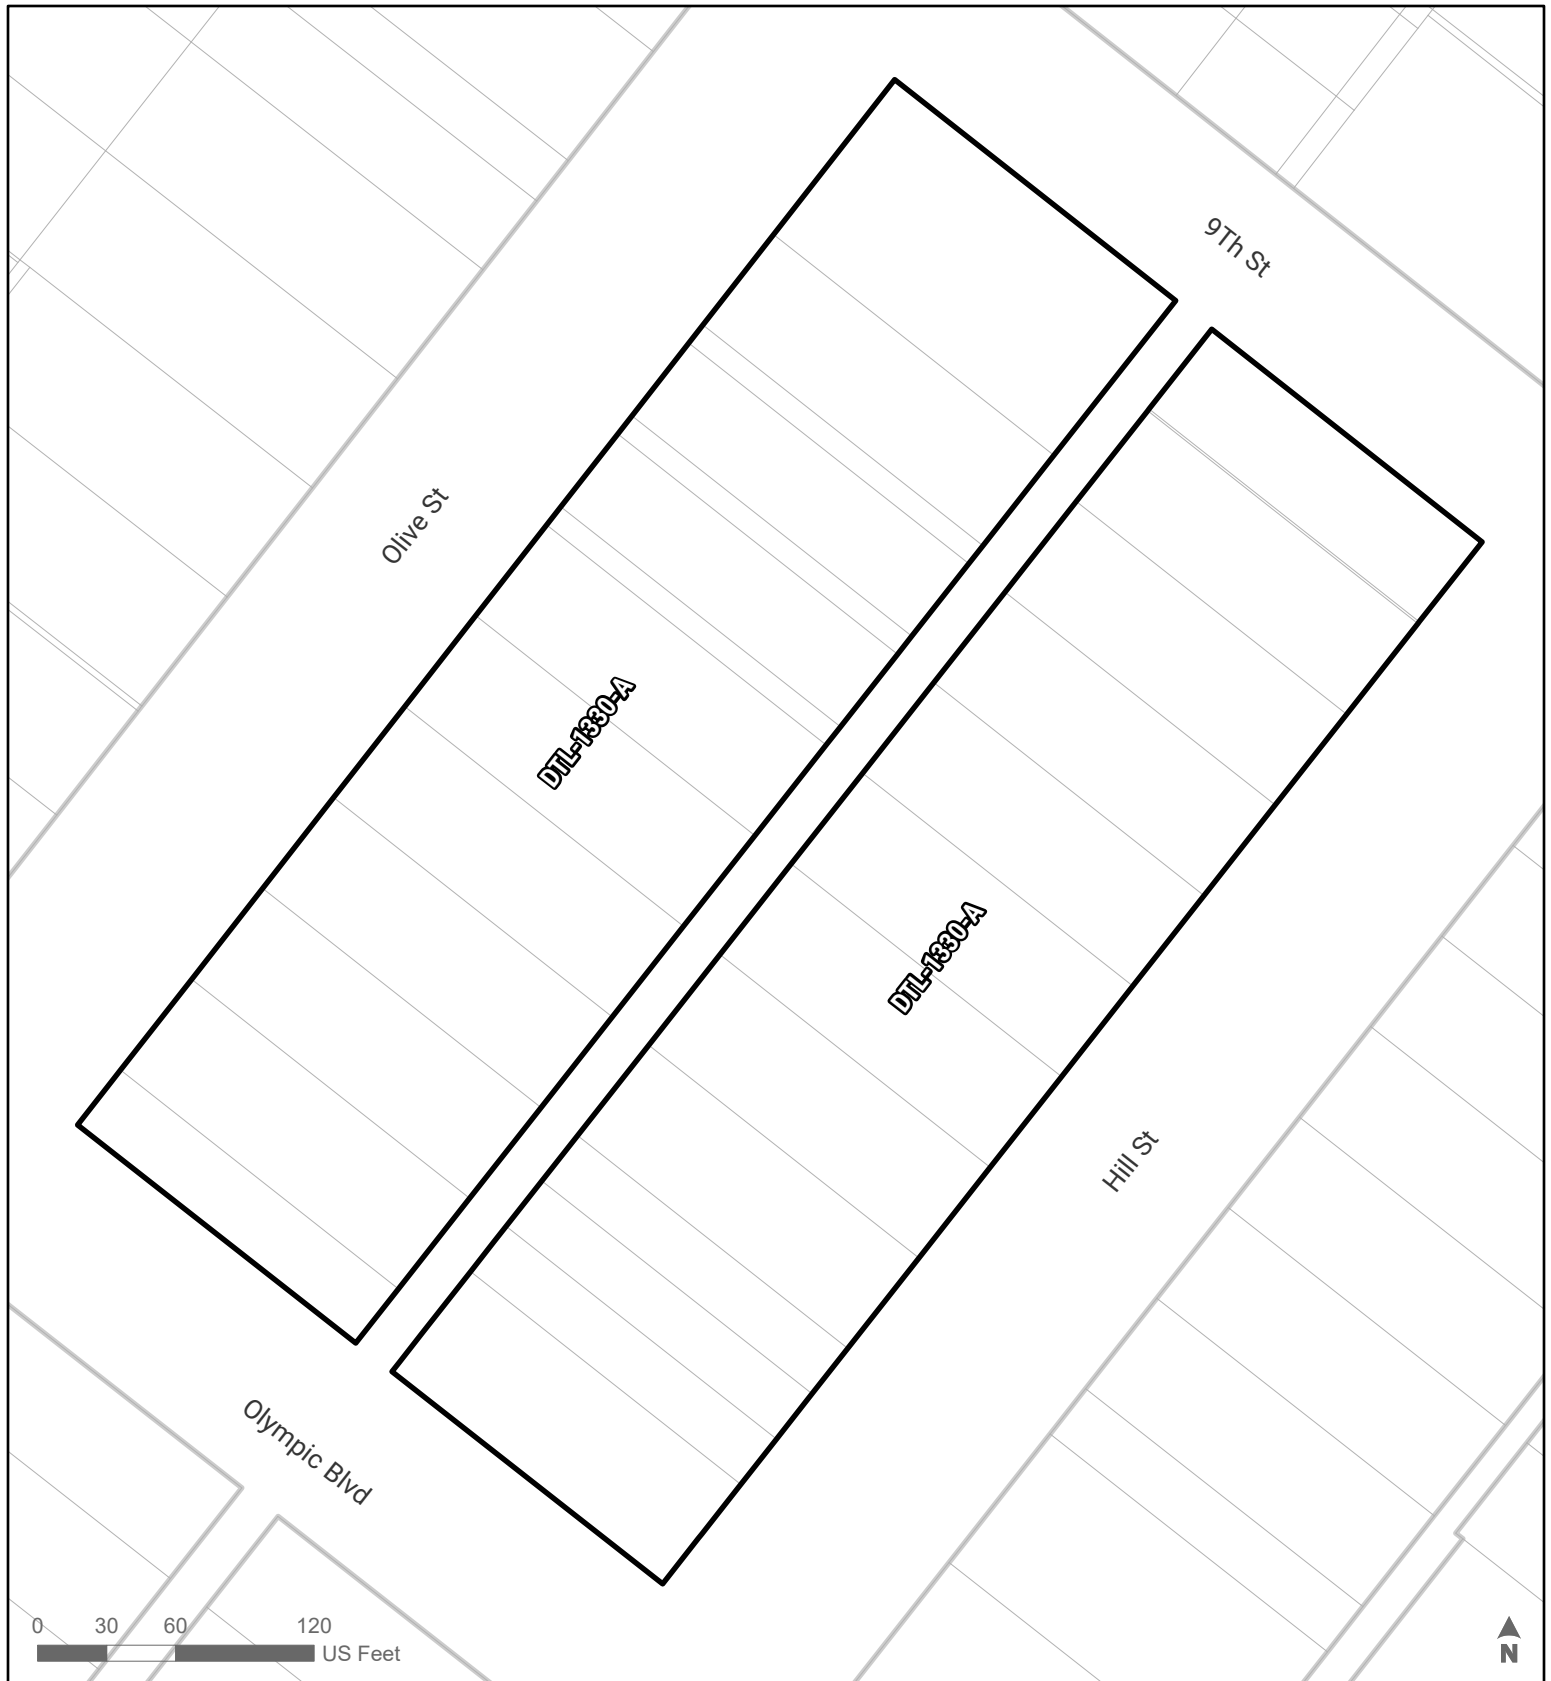 9Th St
Olive St
DTL-1330-A
DTL-1330-A
Hill St
Olympic Blvd
0 30 60 120
US Feet
N